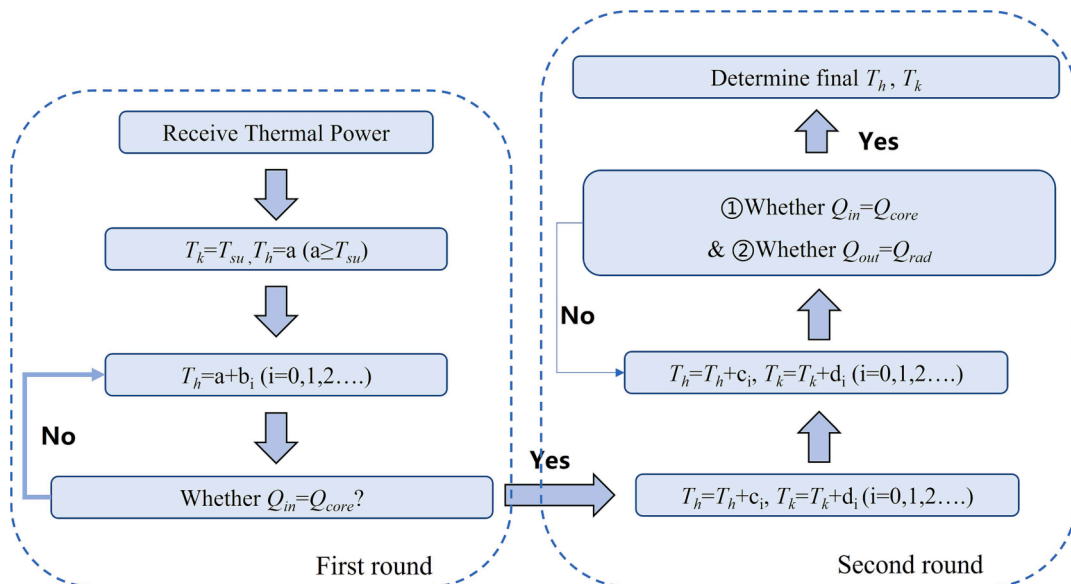 Receive Thermal Power
T_k=T_su, T_h=a (a≥T_su)
T_h=a+b_i (i=0,1,2….)
No
Whether Q_in=Q_core?
First round
Yes
Determine final T_h, T_k
Yes
①Whether Q_in=Q_core
& ②Whether Q_out=Q_rad
No
T_h=T_h+c_i, T_k=T_k+d_i (i=0,1,2….)
T_h=T_h+c_i, T_k=T_k+d_i (i=0,1,2….)
Second round